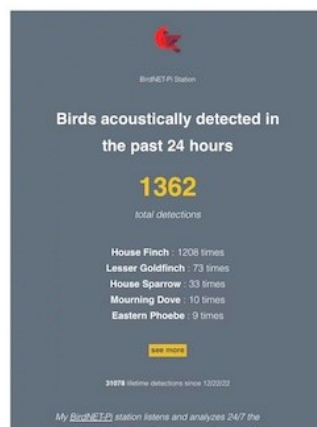 BirdNET-Pi Station
Birds acoustically detected in
the past 24 hours
1362
total detections
House Finch : 1208 times
Lesser Goldfinch : 73 times
House Sparrow : 33 times
Mourning Dove : 10 times
Eastern Phoebe : 9 times
see more
31078 lifetime detections since 12/22/22
My BirdNET-Pi station listens and analyzes 24/7 the